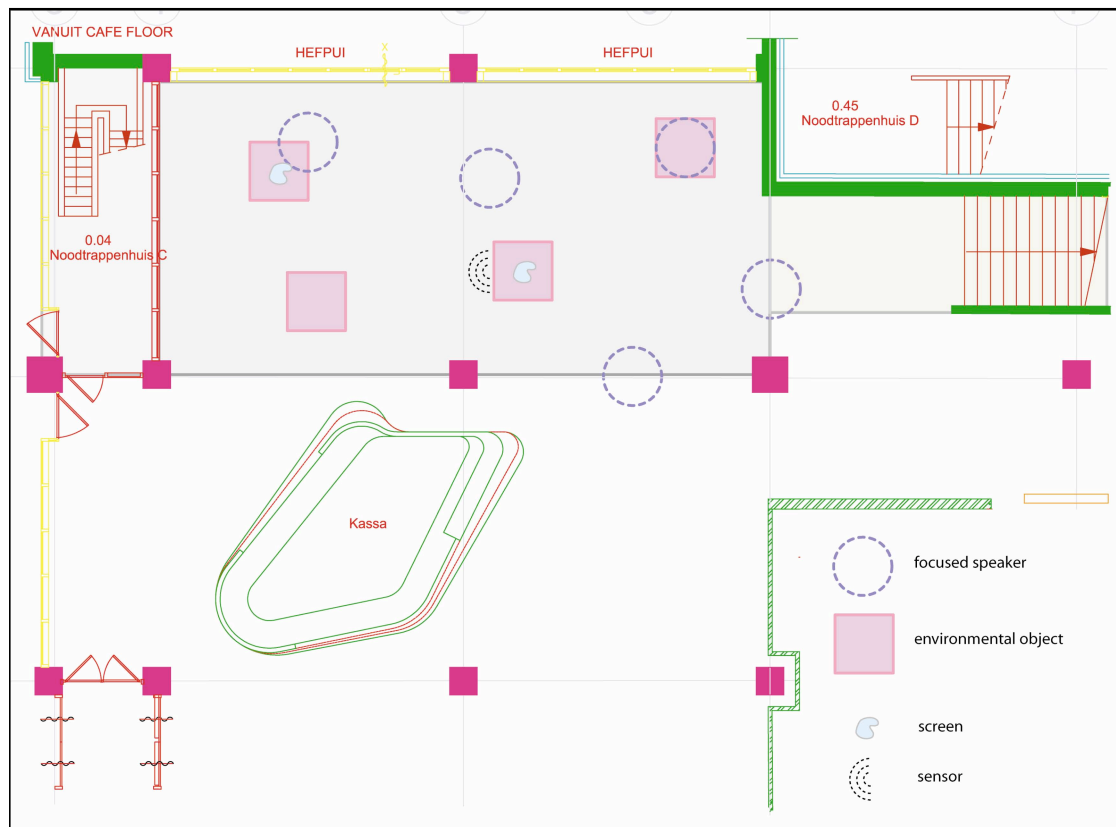 VANUIT CAFE FLOOR
HEFPUI
HEFPUI
0.45
Noodtrappenhuis D
0.04
Noodtrappenhuis C
Kassa
focused speaker
environmental object
screen
sensor